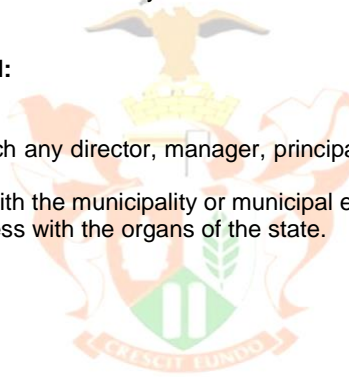 l:
ch any director, manager, principa
ith the municipality or municipal e
ess with the organs of the state.
CRESCIT EUNDO